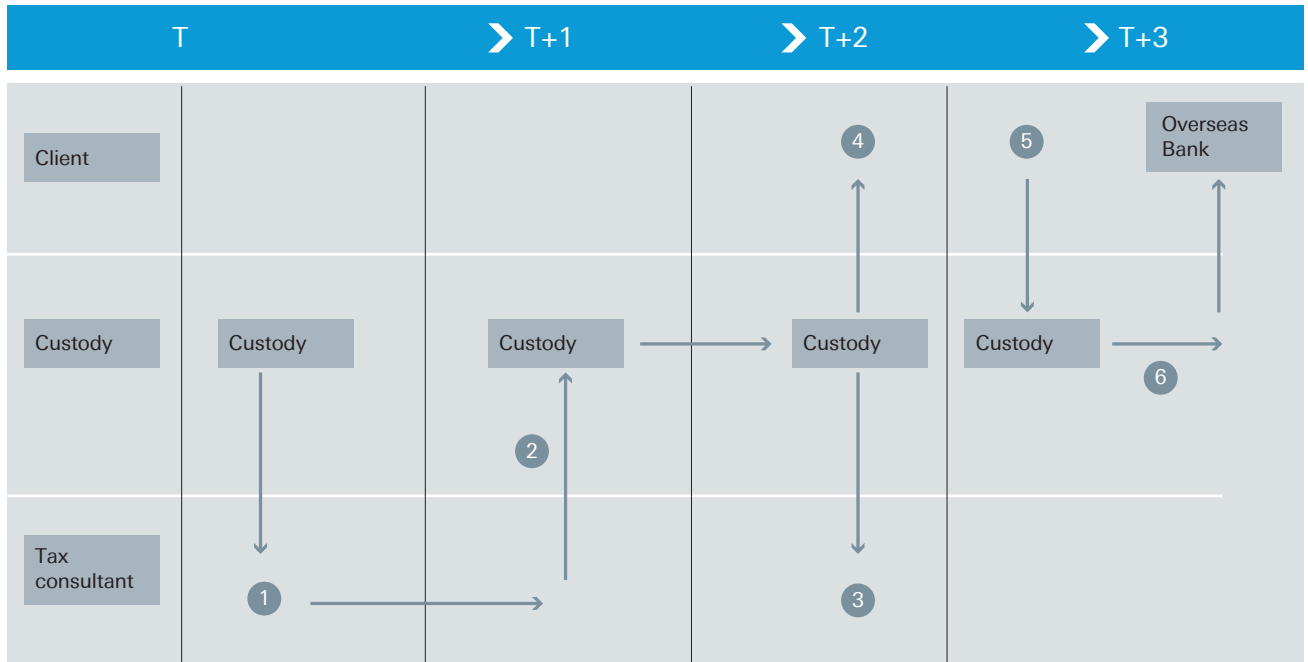 T
T+1
T+2
T+3
Client
4
5
Overseas
Bank
Custody
Custody
Custody
Custody
Custody
6
2
Tax
consultant
1
3